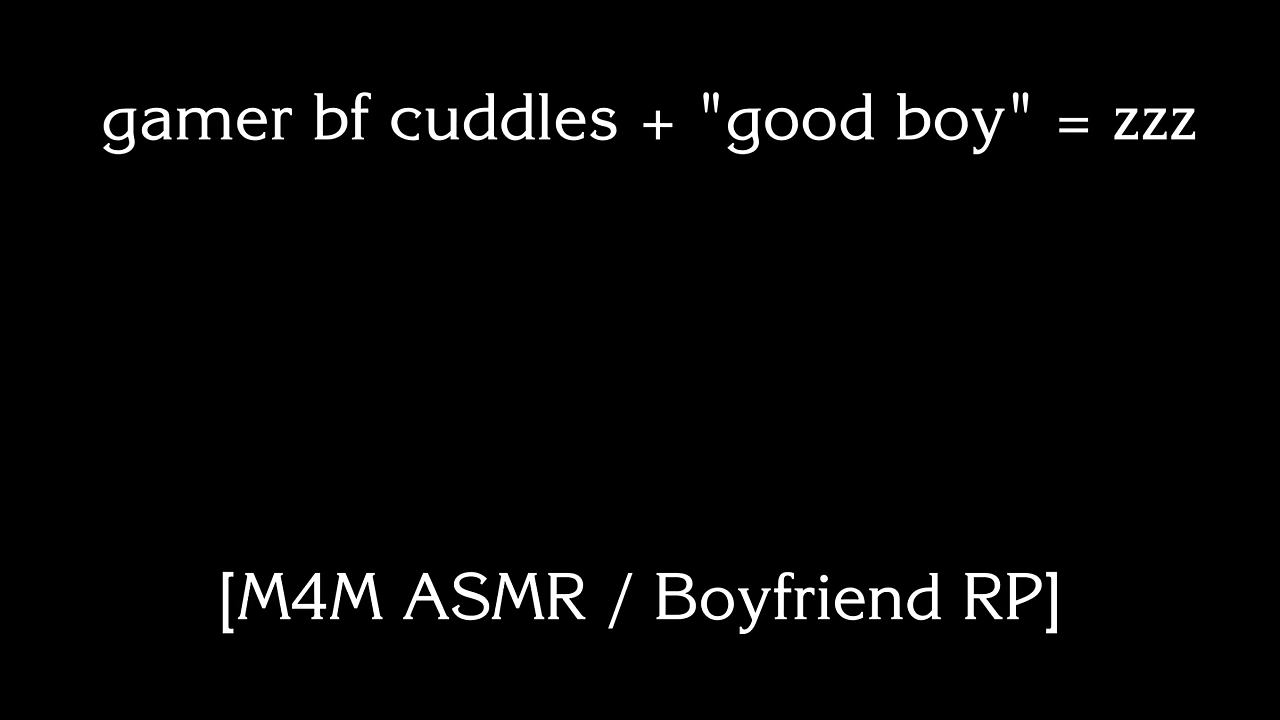 gamer bf cuddles + "good boy" = zzz
[M4M ASMR / Boyfriend RP]